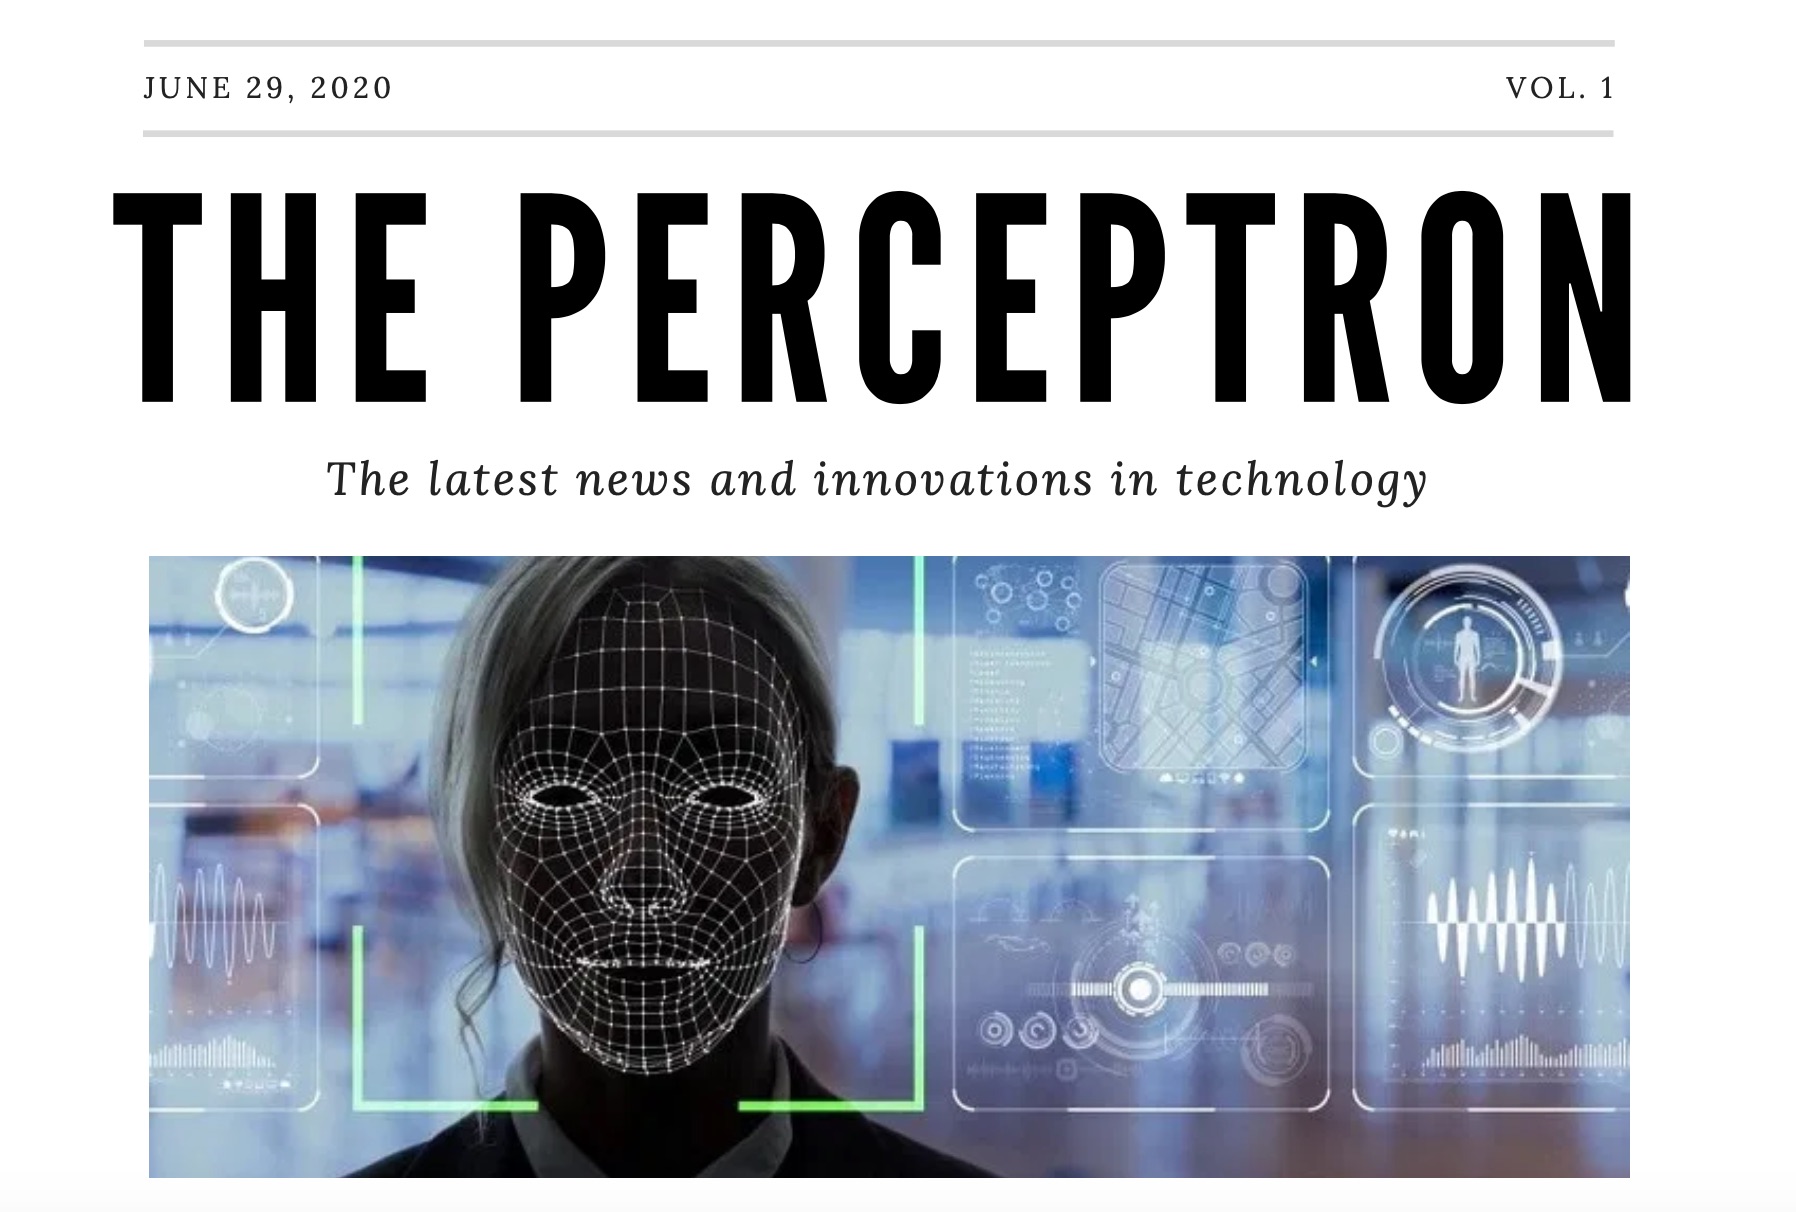 JUNE 29, 2020
VOL. 1
THE PERCEPTRON
The latest news and innovations in technology